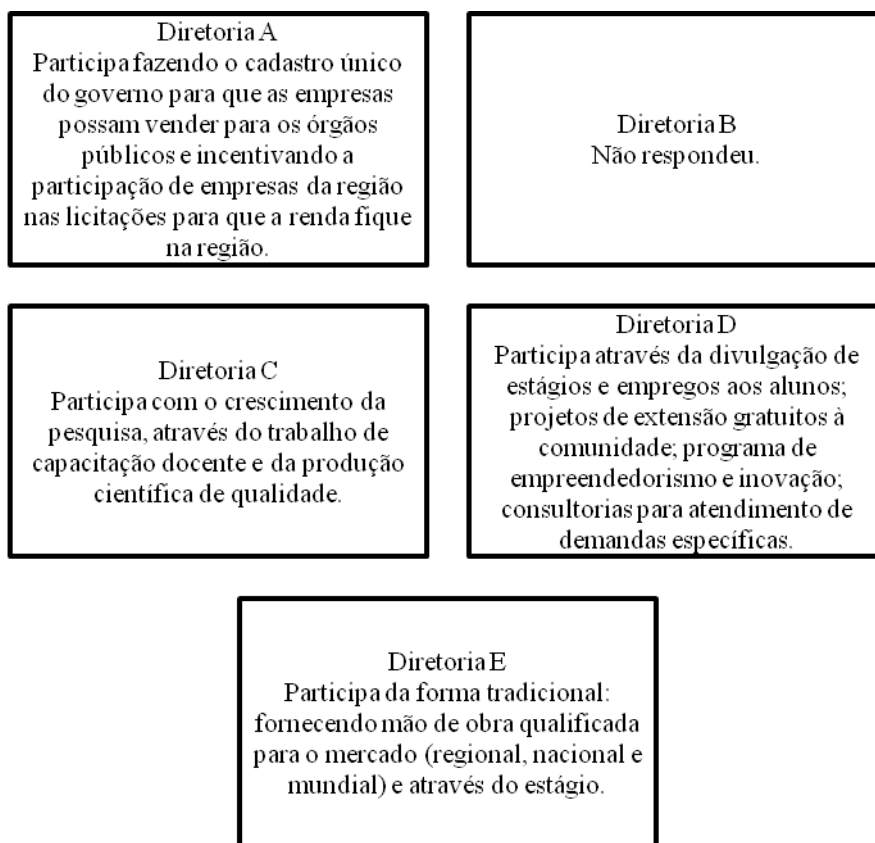 Diretoria A
Participa fazendo o cadastro único
do governo para que as empresas
possam vender para os órgãos
públicos e incentivando a
participação de empresas da região
nas licitações para que a renda fique
na região.
Diretoria B
Não respondeu.
Diretoria C
Participa com o crescimento da
pesquisa, através do trabalho de
capacitação docente e da produção
científica de qualidade.
Diretoria D
Participa através da divulgação de
estágios e empregos aos alunos;
projetos de extensão gratuitos à
comunidade; programa de
empreendedorismo e inovação;
consultorias para atendimento de
demandas específicas.
Diretoria E
Participa da forma tradicional:
fornecendo mão de obra qualificada
para o mercado (regional, nacional e
mundial) e através do estágio.